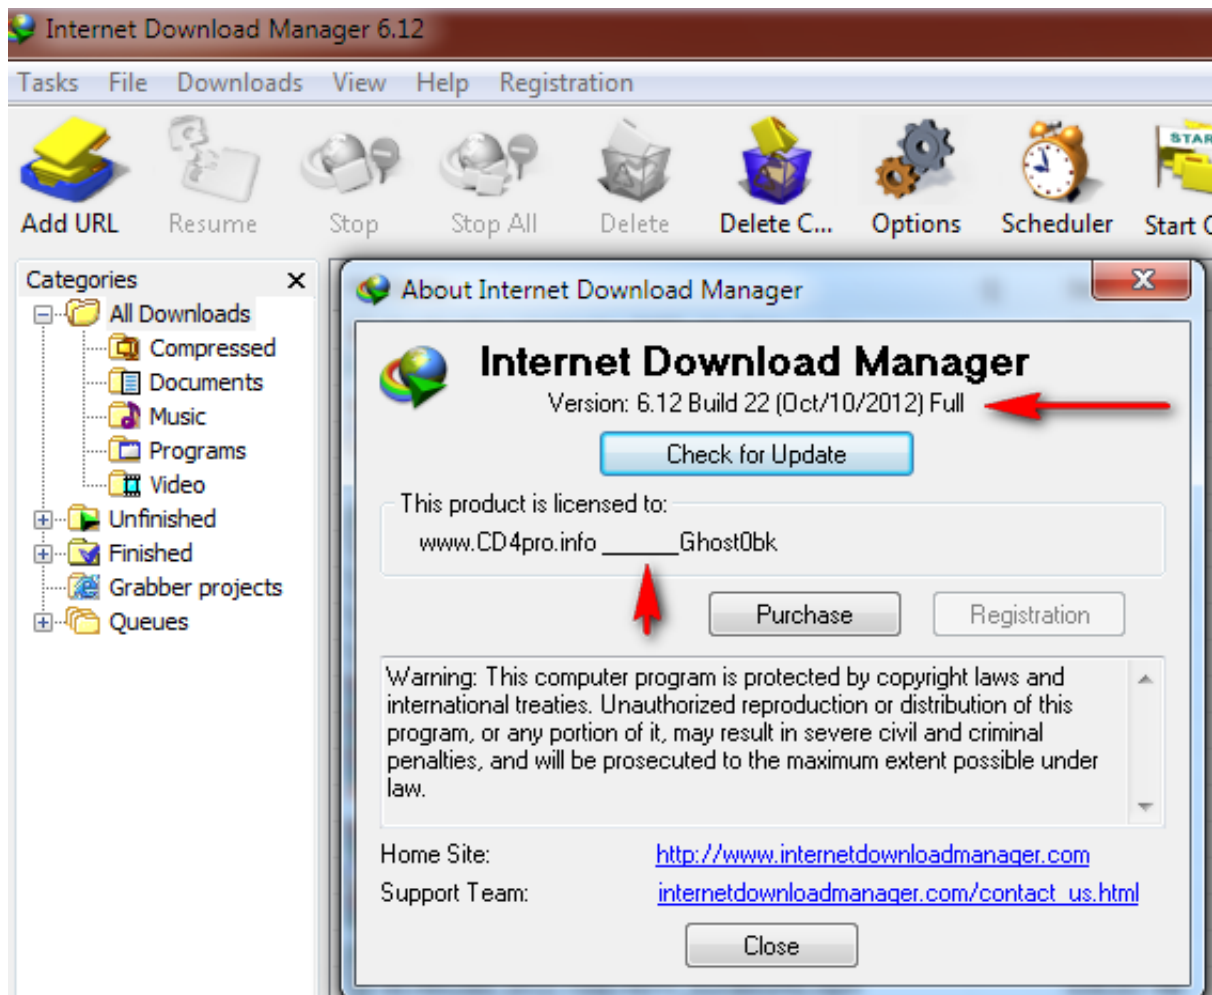 Internet Download Manager 6.12
Tasks File Downloads View Help Registration
Add URL Resume Stop Stop All Delete Delete C... Options Scheduler Start
Categories
All Downloads
Compressed
Documents
Music
Programs
Video
Unfinished
Finished
Grabber projects
Queues
About Internet Download Manager
Internet Download Manager
Version: 6.12 Build 22 (Oct/10/2012) Full
Check for Update
This product is licensed to:
www.CD4pro.info ______Ghost0bk
Purchase Registration
Warning: This computer program is protected by copyright laws and
international treaties. Unauthorized reproduction or distribution of this
program, or any portion of it, may result in severe civil and criminal
penalties, and will be prosecuted to the maximum extent possible under
law.
Home Site: http://www.internetdownloadmanager.com
Support Team: internetdownloadmanager.com/contact_us.html
Close